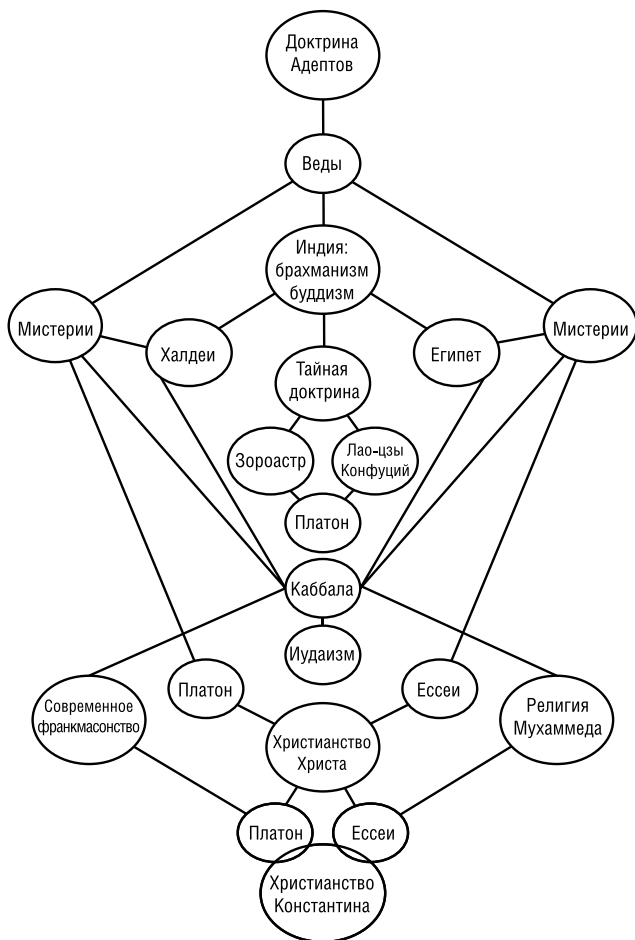 Доктрина
Адептов
Веды
Индия:
брахманизм
буддизм
Мистерии
Мистерии
Халдеи
Египет
Тайная
доктрина
Зороастр
Лао-цзы
Конфуций
Платон
Каббала
Иудаизм
Платон
Ессеи
Современное
франкмасонство
Религия
Мухаммеда
Христианство
Христа
Платон
Ессеи
Христианство
Константина